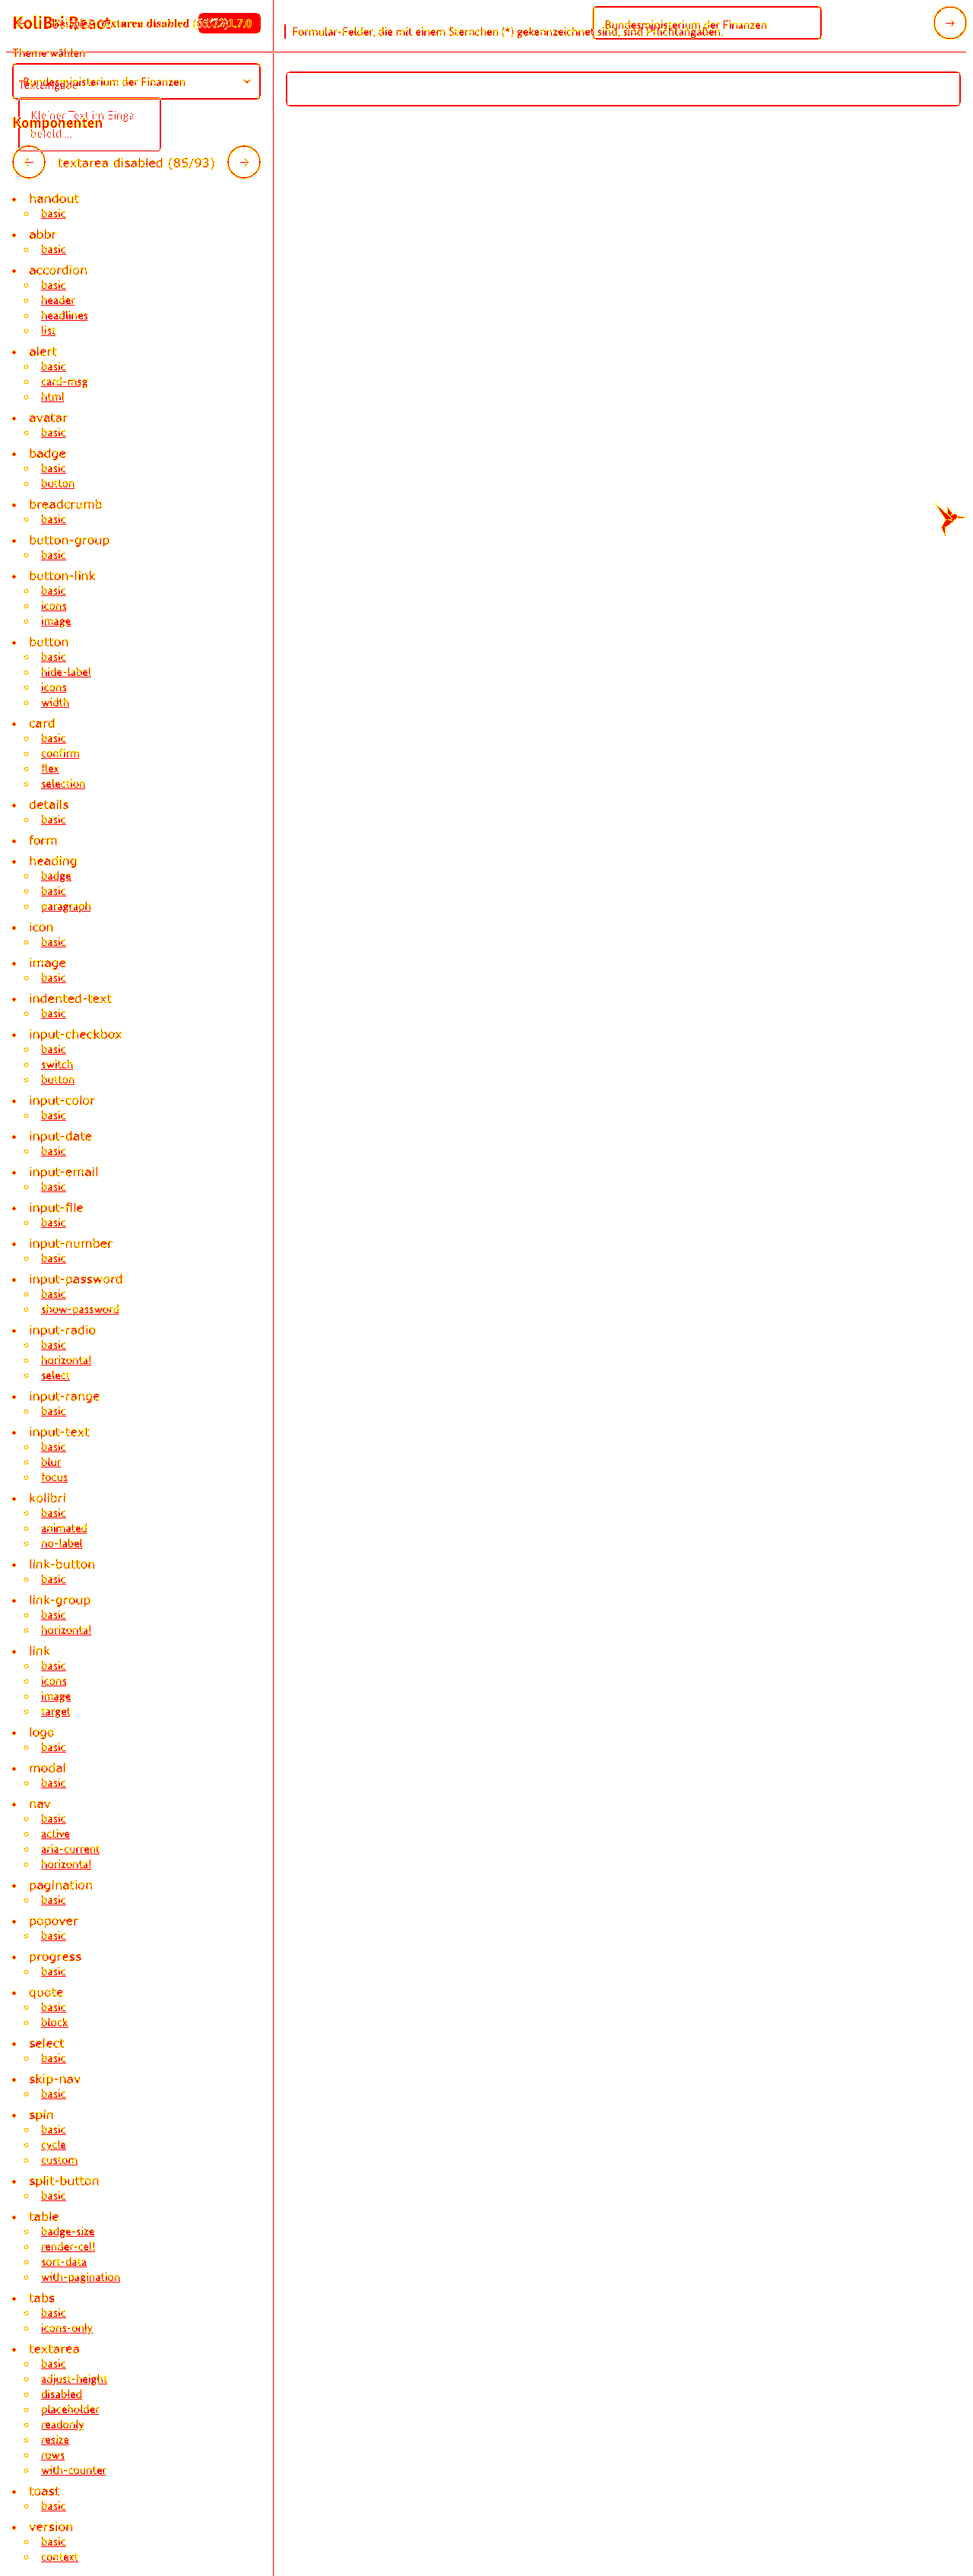 KoliBri React
textarea disabled
Bundesministerium der Finanzen
Formular-Felder, die mit einem Sternchen (*) gekennzeichnet sind, sind Pflichtangaben.
Theme wählen
Bundesministerium der Finanzen
Texteingabe
Kleiner Text im Einga
befeld ...
Komponenten
textarea disabled (85/93)
handout
basic
abbr
basic
accordion
basic
header
headlines
list
alert
basic
card-msg
html
avatar
basic
badge
basic
button
breadcrumb
basic
button-group
basic
button-link
basic
icons
image
button
basic
hide-label
icons
width
card
basic
confirm
flex
selection
details
basic
form
heading
badge
basic
paragraph
icon
basic
image
basic
indented-text
basic
input-checkbox
basic
switch
button
input-color
basic
input-date
basic
input-email
basic
input-file
basic
input-number
basic
input-password
basic
show-password
input-radio
basic
horizontal
select
input-range
basic
input-text
basic
blur
focus
kolibri
basic
animated
no-label
link-button
basic
link-group
basic
horizontal
link
basic
icons
image
target
logo
basic
modal
basic
nav
basic
active
aria-current
horizontal
pagination
basic
popover
basic
progress
basic
quote
basic
block
select
basic
skip-nav
basic
spin
basic
cycle
custom
split-button
basic
table
badge-size
render-cell
sort-data
with-pagination
tabs
basic
icons-only
textarea
basic
adjust-height
disabled
placeholder
readonly
resize
rows
with-counter
toast
basic
version
basic
context